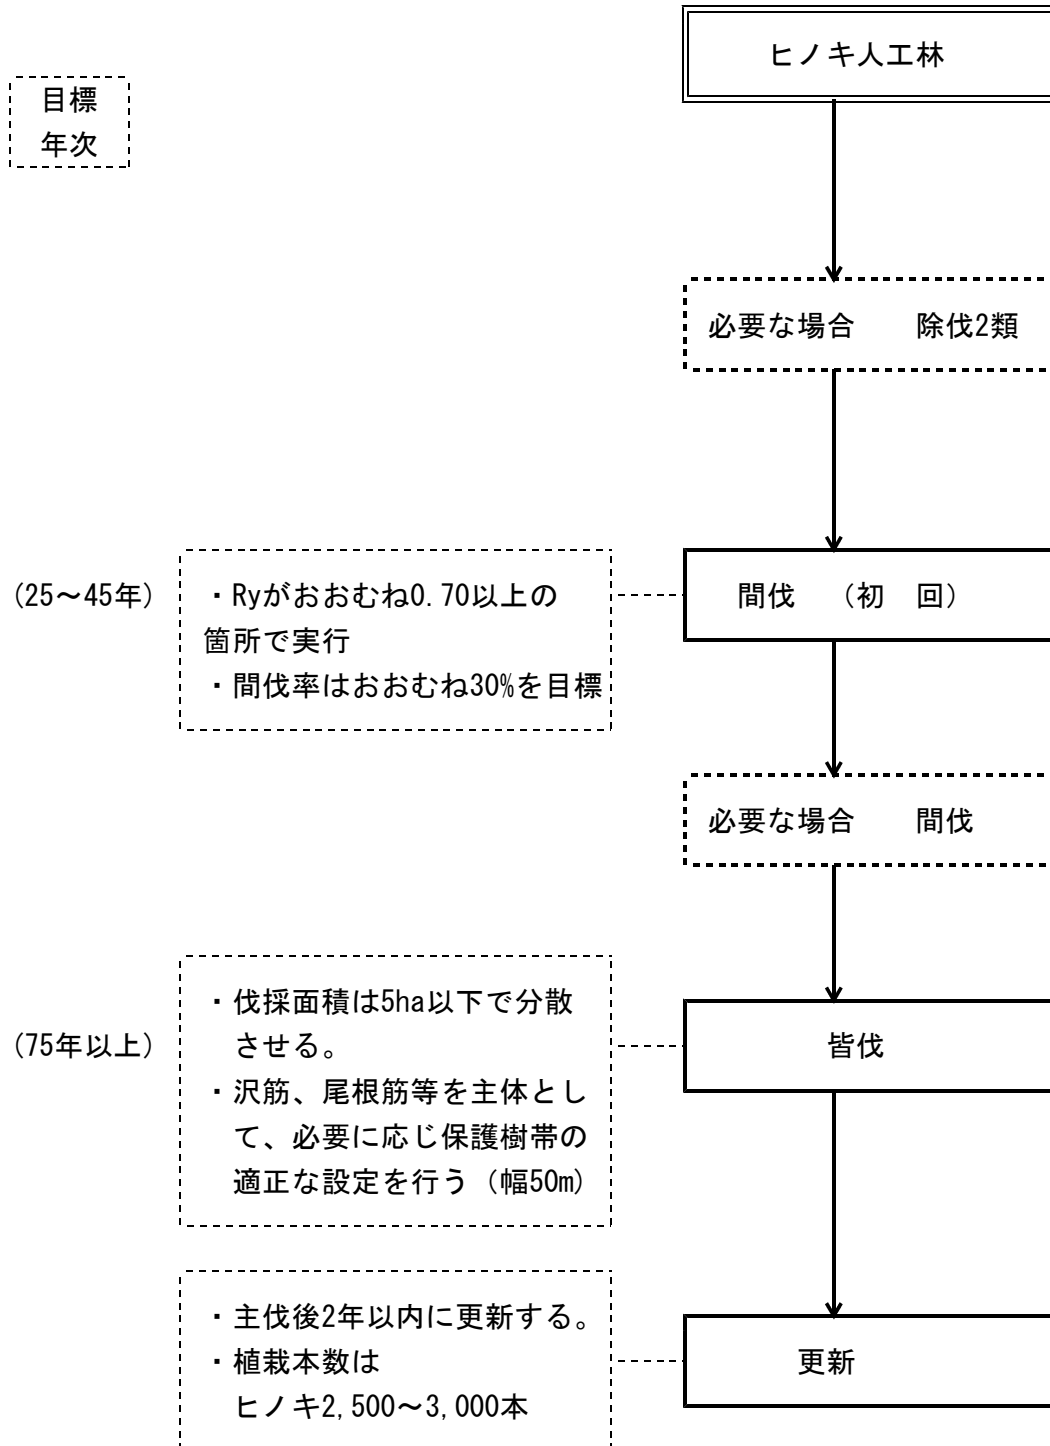 ヒノキ人工林
目標
年次
必要な場合　　除伐2類
(25～45年)
・Ryがおおむね0.70以上の
箇所で実行
・間伐率はおおむね30%を目標
間伐　（初　回）
必要な場合　　間伐
(75年以上)
・伐採面積は5ha以下で分散
させる。
・沢筋、尾根筋等を主体とし
て、必要に応じ保護樹帯の
適正な設定を行う（幅50m）
皆伐
・主伐後2年以内に更新する。
・植栽本数は
ヒノキ2,500～3,000本
更新